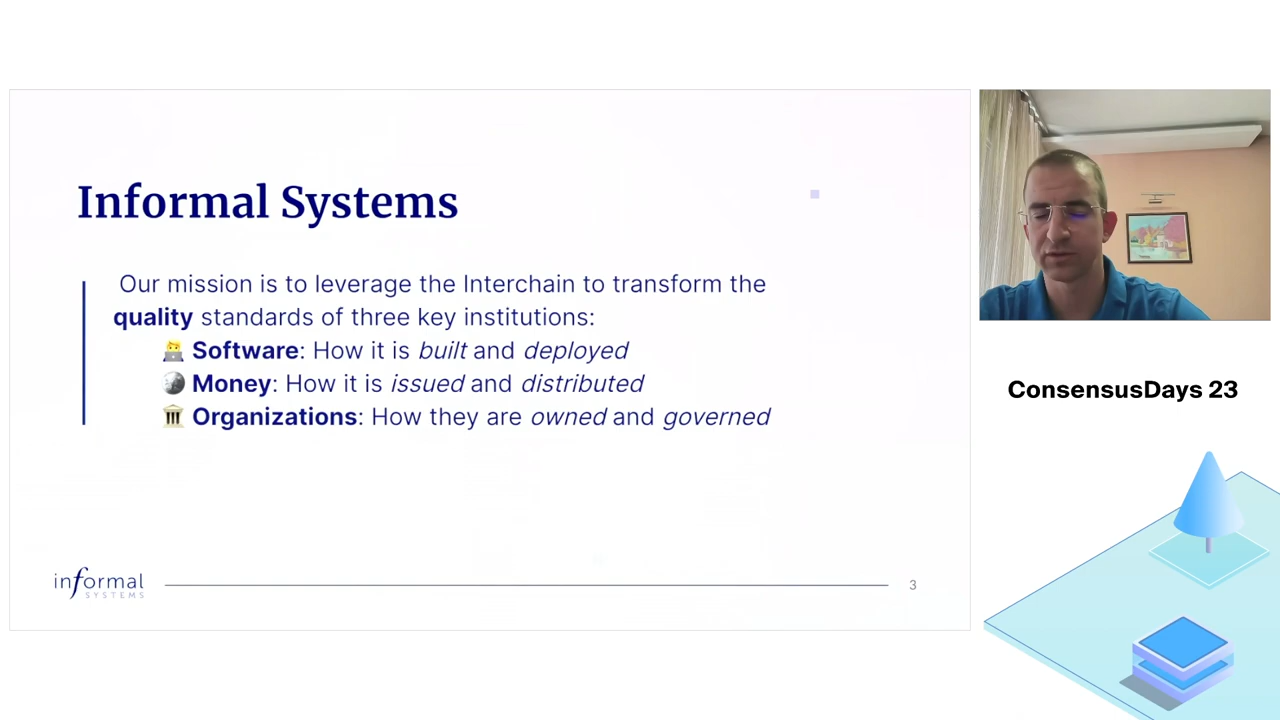 Informal Systems
Our mission is to leverage the Interchain to transform the
quality standards of three key institutions:
Software: How it is built and deployed
Money: How it is issued and distributed
Organizations: How they are owned and governed
informal
SYSTEMS
3
ConsensusDays 23